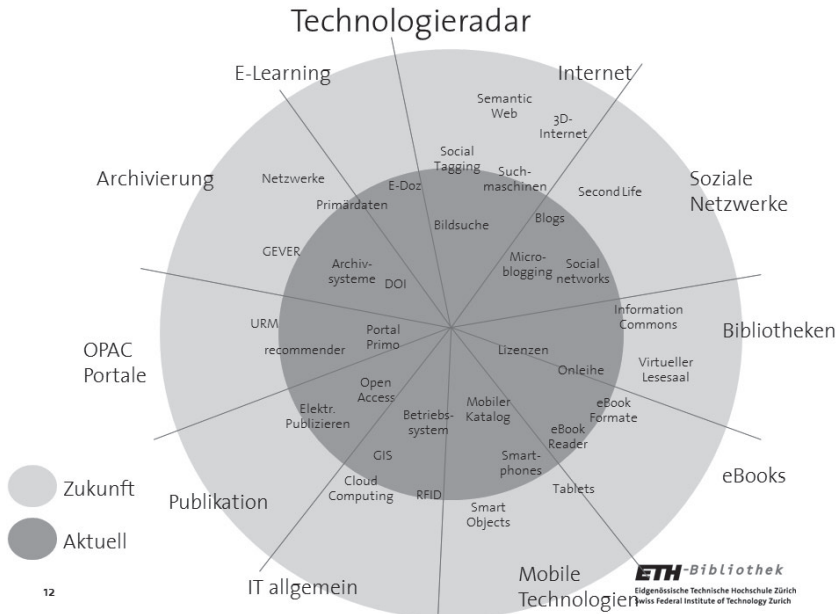 Technologieradar
E-Learning
Internet
Semantic
Web
3D-
Internet
Social
Tagging
Such-
maschinen
Archivierung
Netzwerke
E-Doz
Primärdaten
Second Life
Soziale
Netzwerke
Bildsuche
Blogs
GEVER
Archiv-
systeme
DOI
Micro-
blogging
Social
networks
URM
recommender
Portal
Primo
Information
Commons
Bibliotheken
OPAC
Portale
Lizenzen
Onleihe
Virtueller
Lesesaal
Open
Access
Elektr.
Publizieren
Betriebs-
system
Mobiler
Katalog
eBook
Formate
eBook
Reader
GIS
Smart-
phones
Cloud
Computing
RFID
Tablets
Smart
Objects
eBooks
Zukunft
Aktuell
Publikation
IT allgemein
Mobile
Technologien
12
ETH-Bibliothek
Eidgenössische Technische Hochschule Zürich
Swiss Federal Institute of Technology Zurich